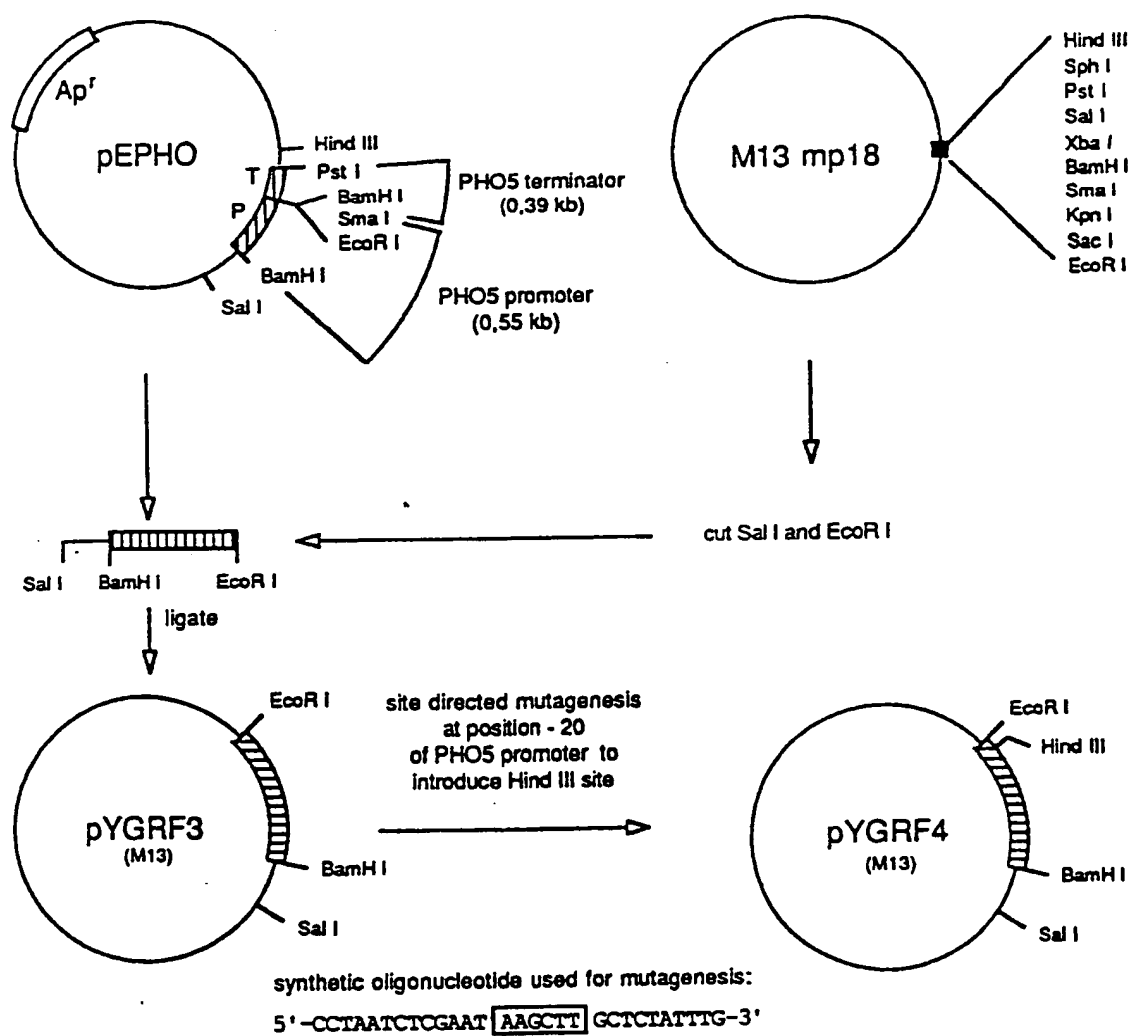 Ap^r
pEPHO
Hind III
T
Pst I
P
BamH I
Sma I
EcoR I
BamH I
Sal I
PHO5 terminator
(0,39 kb)
PHO5 promoter
(0,55 kb)
M13 mp18
Hind III
Sph I
Pst I
Sal I
Xba I
BamH I
Sma I
Kpn I
Sac I
EcoR I
cut Sal I and EcoR I
Sal I BamH I EcoR I
ligate
EcoR I
pYGRF3
(M13)
BamH I
Sal I
site directed mutagenesis
at position - 20
of PHO5 promoter to
introduce Hind III site
EcoR I
Hind III
pYGRF4
(M13)
BamH I
Sal I
synthetic oligonucleotide used for mutagenesis:
5'-CCTAATCTCGAAT AAGCTT GCTCTATTTG-3'